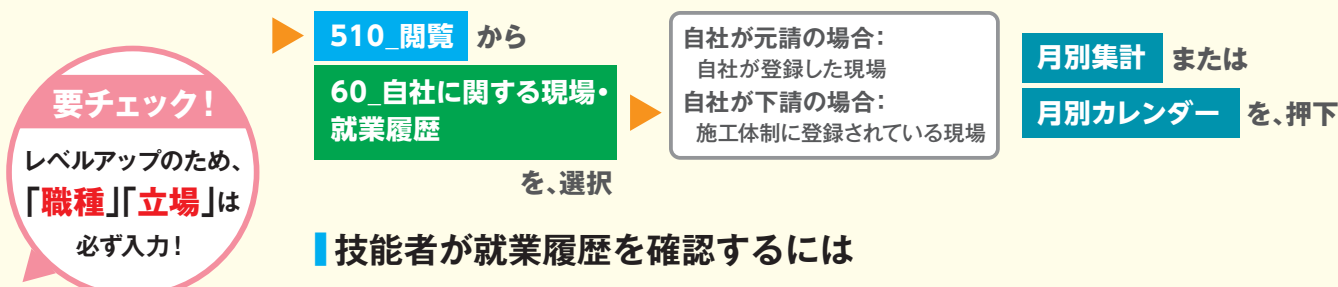 要チェック!
レベルアップのため、
「職種」「立場」は
必ず入力!
510_閲覧 から
60_自社に関する現場・
就業履歴
を、選択
自社が元請の場合:
自社が登録した現場
自社が下請の場合:
施工体制に登録されている現場
月別集計 または
月別カレンダー を、押下
技能者が就業履歴を確認するには